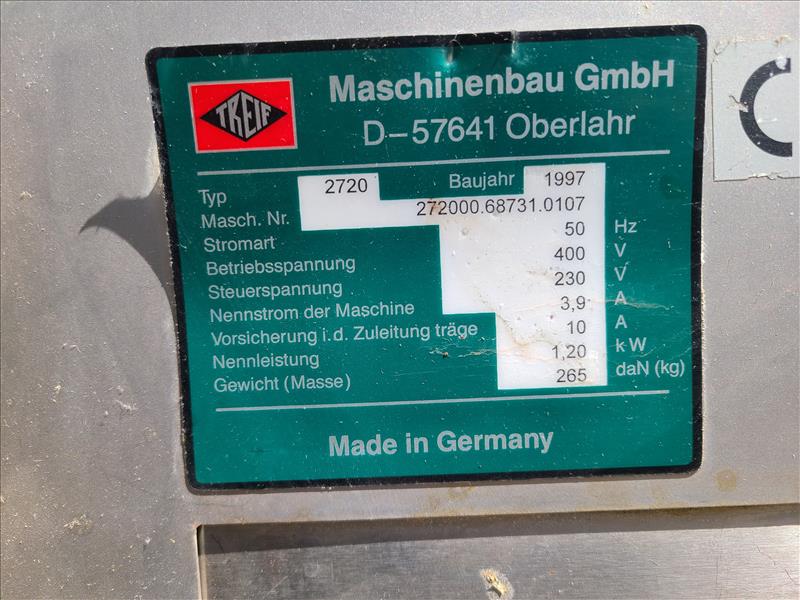 TREIF
Maschinenbau GmbH
D-57641 Oberlahr
Typ 2720 Baujahr 1997
Masch. Nr. 272000.68731.0107
Stromart 50 Hz
Betriebsspannung 400 V
Steuerspannung 230 V
Nennstrom der Maschine 3,9 A
Vorsicherung i.d. Zuleitung träge 10 A
Nennleistung 1,20 kW
Gewicht (Masse) 265 daN (kg)
Made in Germany